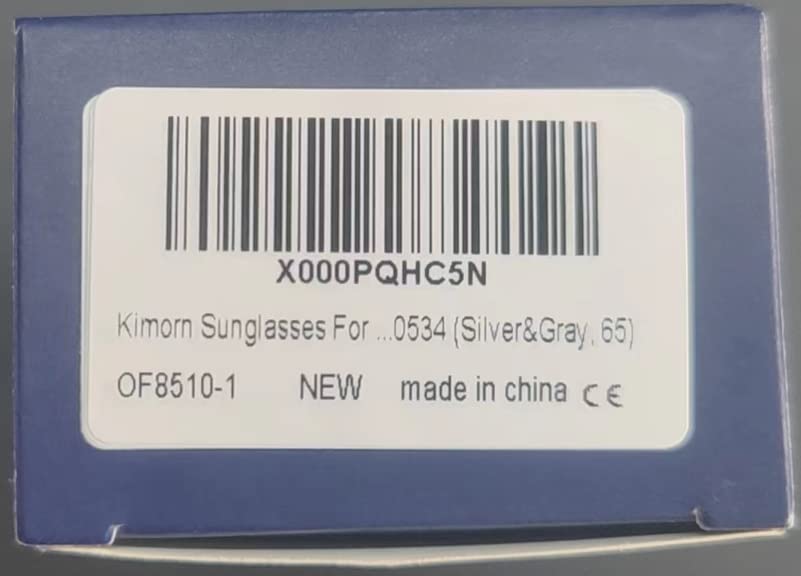 X000PQHC5N
Kimorn Sunglasses For ...0534 (Silver&Gray, 65)
OF8510-1 NEW made in china CE